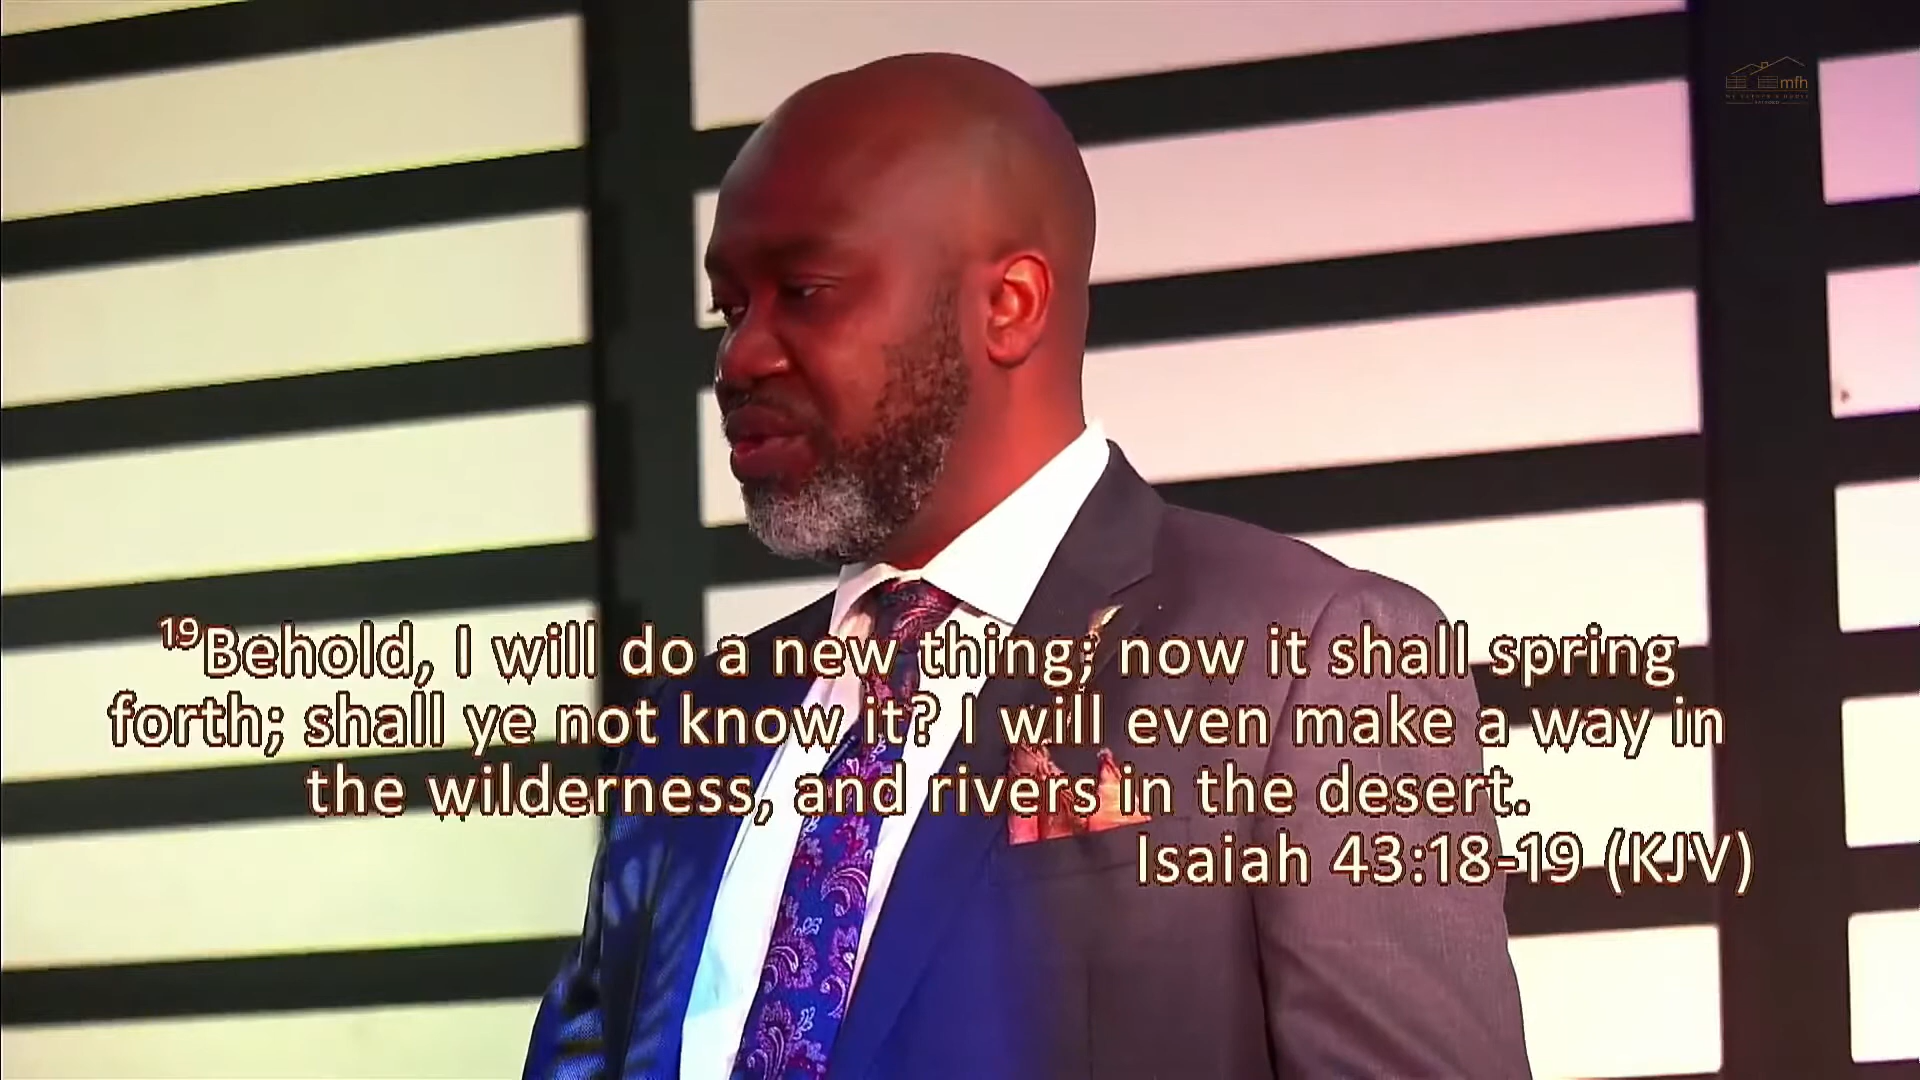 mfh
¹⁹Behold, I will do a new thing; now it shall spring
forth; shall ye not know it? I will even make a way in
the wilderness, and rivers in the desert.
Isaiah 43:18-19 (KJV)